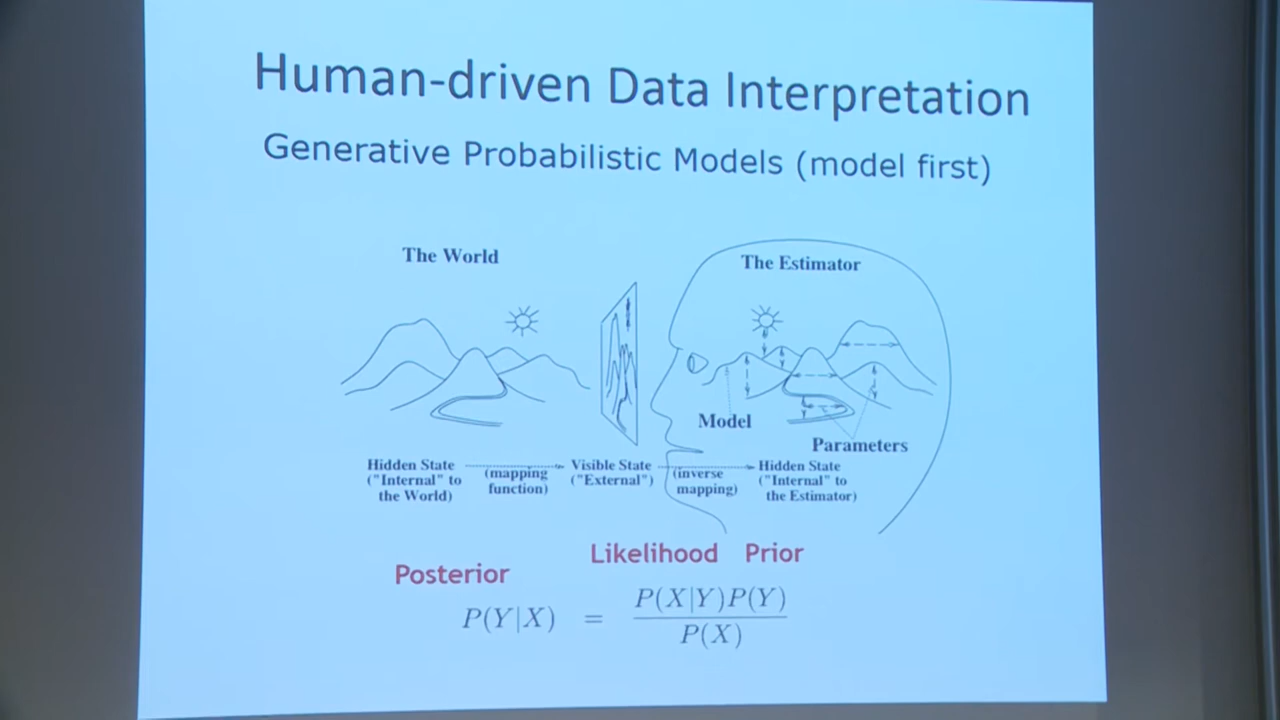 Human-driven Data Interpretation
Generative Probabilistic Models (model first)
The World
The Estimator
Model
Parameters
Hidden State
("Internal" to
the World)
(mapping
function)
Visible State
("External")
(inverse
mapping)
Hidden State
("Internal" to
the Estimator)
Likelihood Prior
Posterior
P(Y|X) = P(X|Y)P(Y)
P(X)